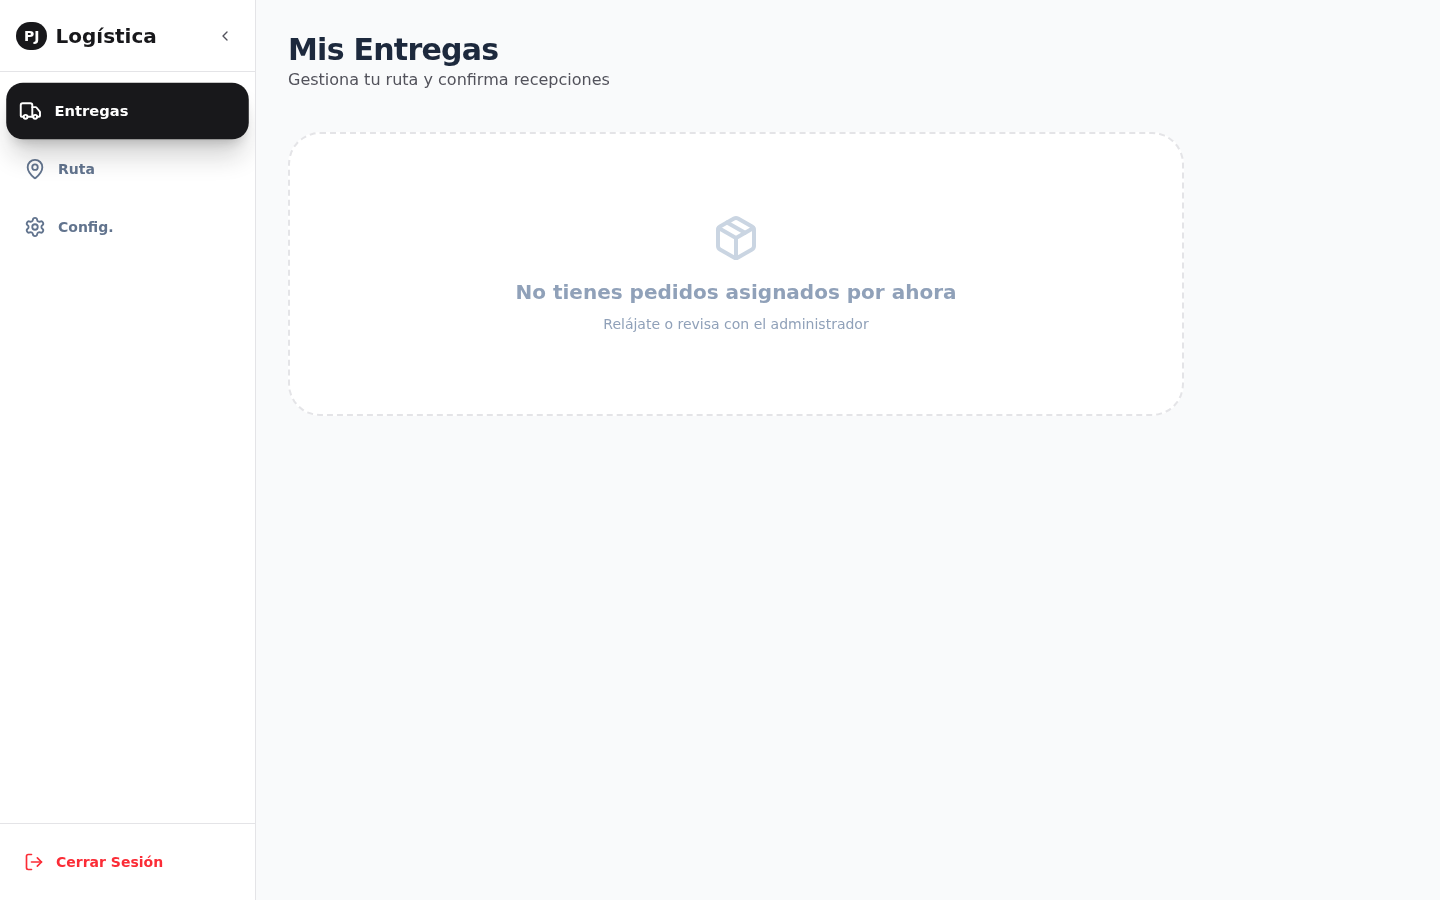 PJ Logística
Entregas
Ruta
Config.
Cerrar Sesión
Mis Entregas
Gestiona tu ruta y confirma recepciones
No tienes pedidos asignados por ahora
Relájate o revisa con el administrador